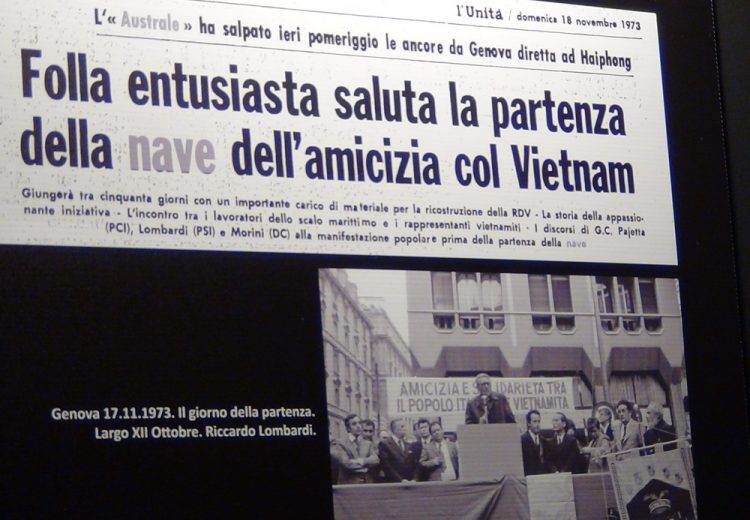 l'Unità / domenica 18 novembre 1973
L'« Australe » ha salpato ieri pomeriggio le ancore da Genova diretta ad Haiphong
Folla entusiasta saluta la partenza
della nave dell'amicizia col Vietnam
Giungerà tra cinquanta giorni con un importante carico di materiale per la ricostruzione della RDV - La storia della appassio-
nante iniziativa - L'incontro tra i lavoratori dello scalo marittimo e i rappresentanti vietnamiti - I discorsi di G.C. Pajetta
(PCI), Lombardi (PSI) e Morini (DC) alla manifestazione popolare prima della partenza della nave
AMICIZIA E SOLIDARIETA TRA
IL POPOLO VIETNAMITA
Genova 17.11.1973. Il giorno della partenza.
Largo XII Ottobre. Riccardo Lombardi.